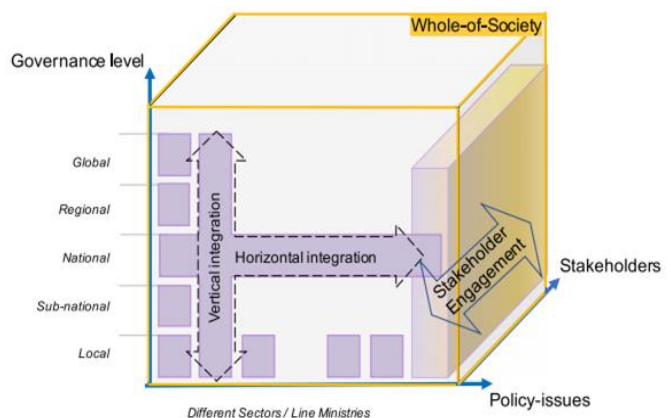 Whole-of-Society
Governance level
Global
Regional
National
Sub-national
Local
Vertical integration
Horizontal integration
Stakeholder
Engagement
Stakeholders
Policy-issues
Different Sectors / Line Ministries